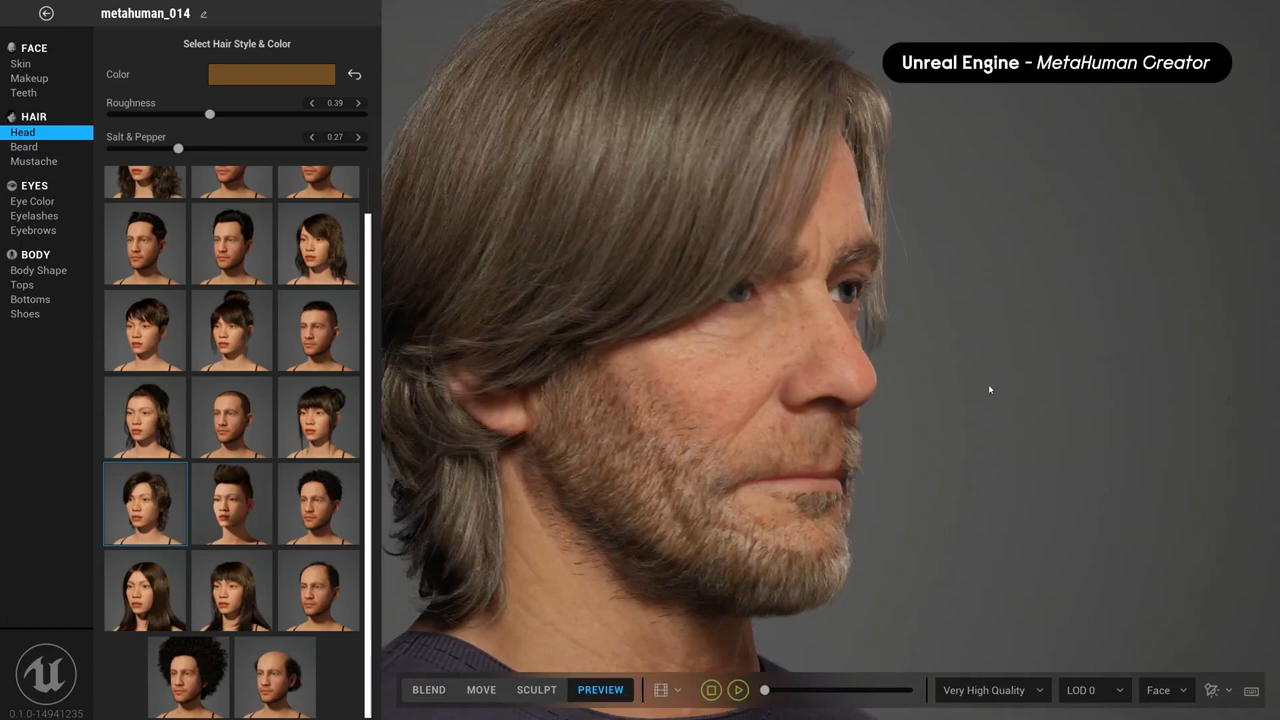 metahuman_014
FACE
Skin
Makeup
Teeth
HAIR
Head
Beard
Mustache
EYES
Eye Color
Eyelashes
Eyebrows
BODY
Body Shape
Tops
Bottoms
Shoes
0.1.0-14941235
Select Hair Style & Color
Color
Roughness 0.39
Salt & Pepper 0.27
Unreal Engine - MetaHuman Creator
BLEND MOVE SCULPT PREVIEW Very High Quality LOD 0 Face